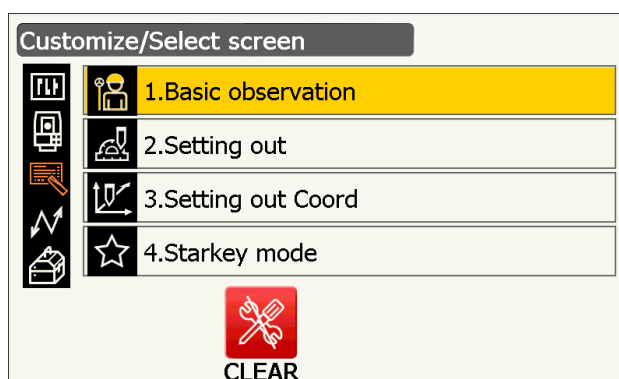 Customize/Select screen
1.Basic observation
2.Setting out
3.Setting out Coord
4.Starkey mode
CLEAR